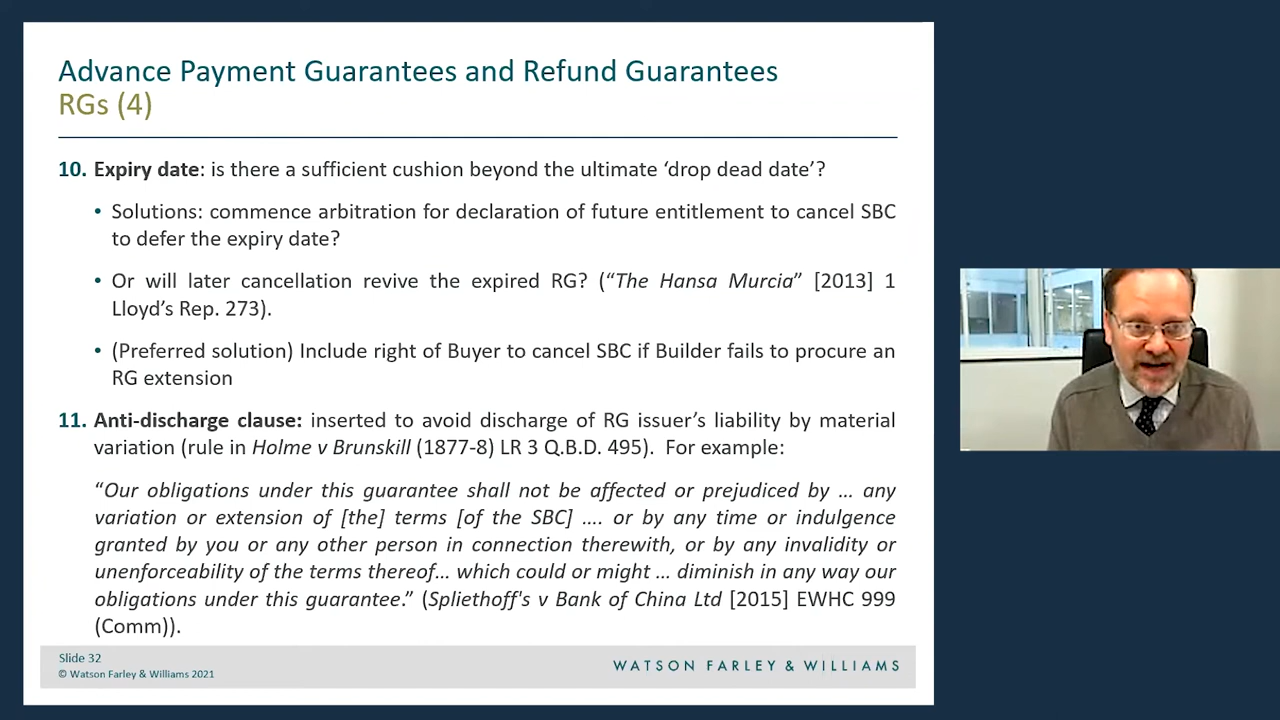 Advance Payment Guarantees and Refund Guarantees
RGs (4)
10. Expiry date: is there a sufficient cushion beyond the ultimate ‘drop dead date’?
• Solutions: commence arbitration for declaration of future entitlement to cancel SBC
to defer the expiry date?
• Or will later cancellation revive the expired RG? (“The Hansa Murcia” [2013] 1
Lloyd’s Rep. 273).
• (Preferred solution) Include right of Buyer to cancel SBC if Builder fails to procure an
RG extension
11. Anti-discharge clause: inserted to avoid discharge of RG issuer’s liability by material
variation (rule in Holme v Brunskill (1877-8) LR 3 Q.B.D. 495). For example:
“Our obligations under this guarantee shall not be affected or prejudiced by … any
variation or extension of [the] terms [of the SBC] …. or by any time or indulgence
granted by you or any other person in connection therewith, or by any invalidity or
unenforceability of the terms thereof… which could or might … diminish in any way our
obligations under this guarantee.” (Spliethoff's v Bank of China Ltd [2015] EWHC 999
(Comm)).
Slide 32
© Watson Farley & Williams 2021
WATSON FARLEY & WILLIAMS